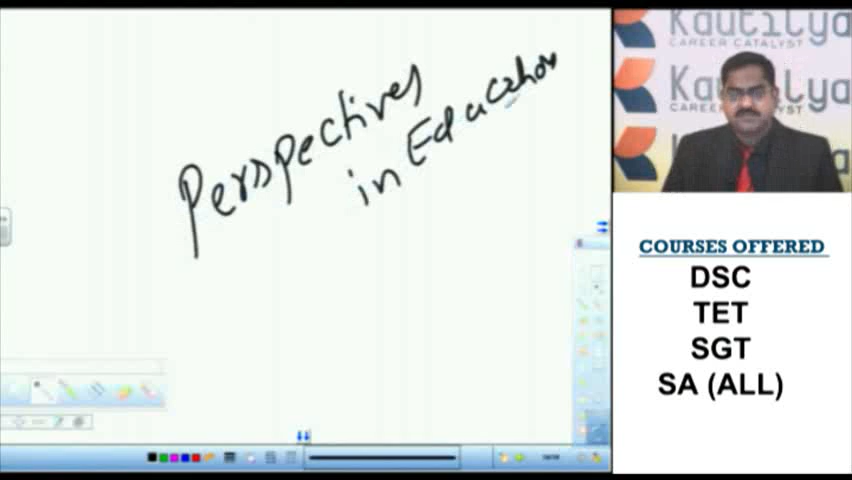 Perspectives
in Education
Kautilya
CAREER CATALYST
Kautilya
CAREER CATALYST
COURSES OFFERED
DSC
TET
SGT
SA (ALL)